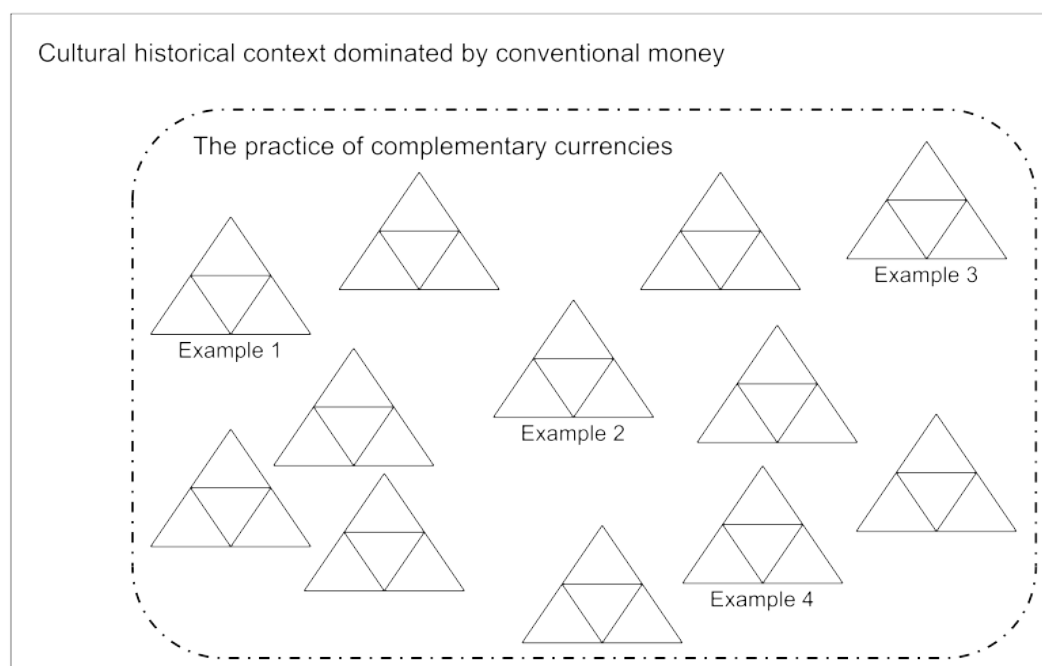 Cultural historical context dominated by conventional money
The practice of complementary currencies
Example 3
Example 1
Example 2
Example 4